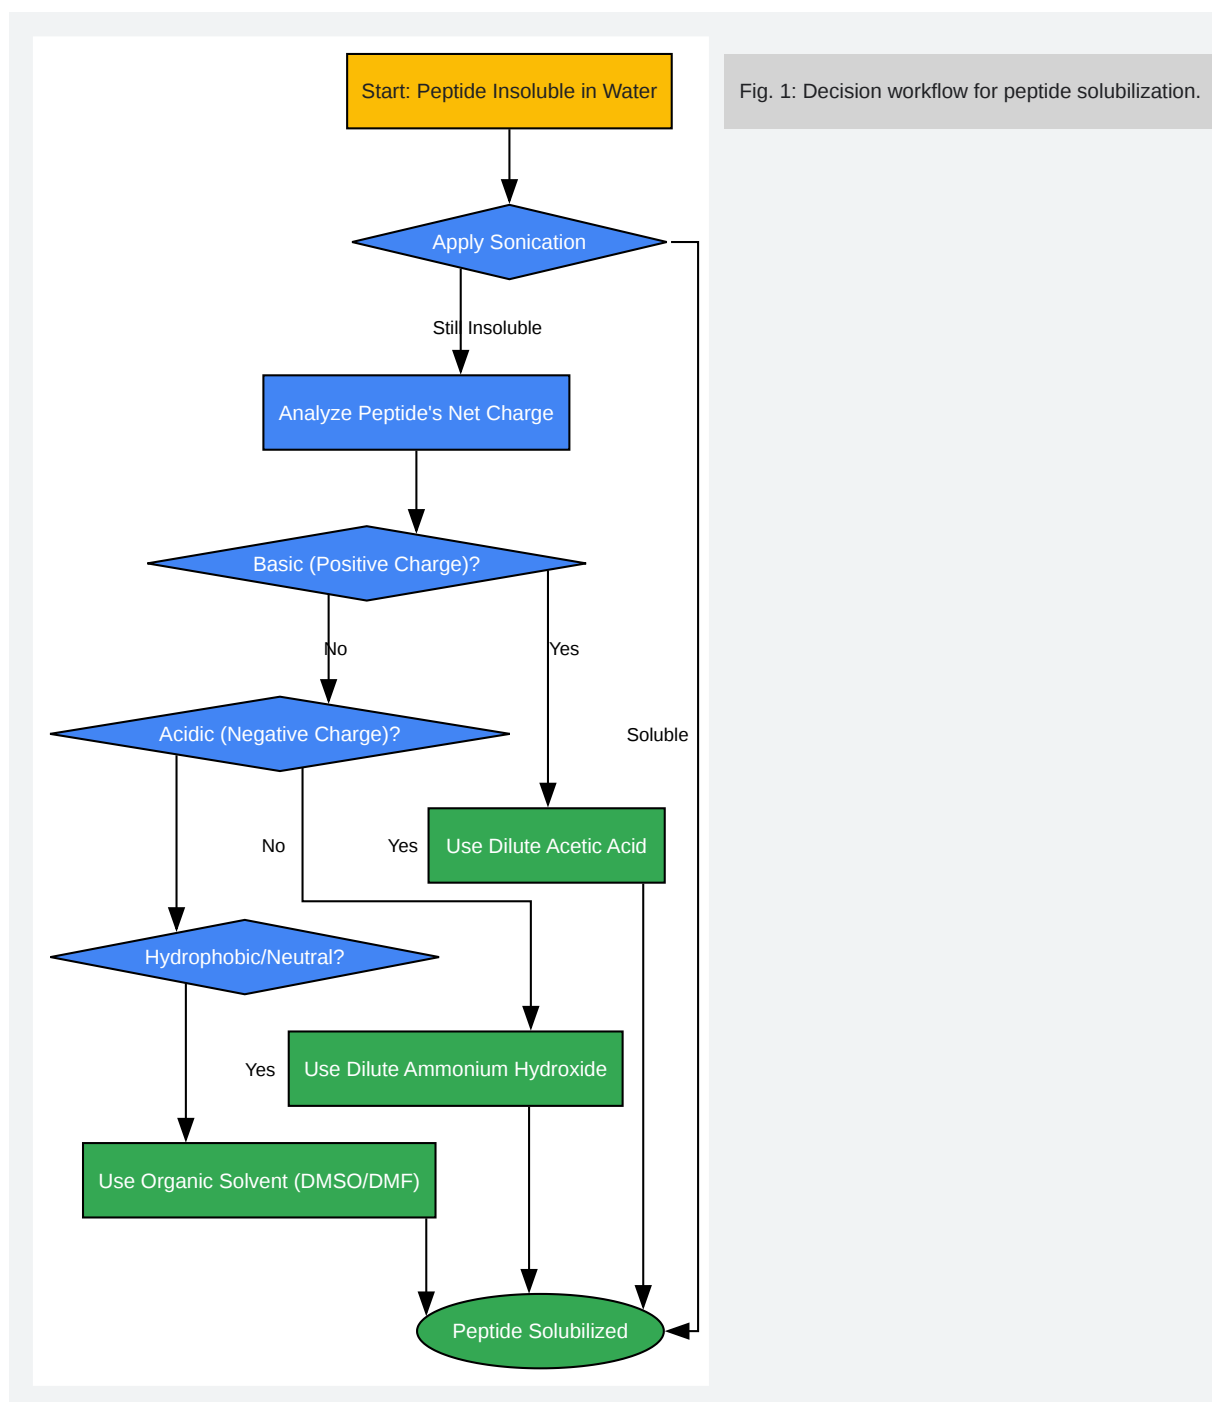 Start: Peptide Insoluble in Water
Fig. 1: Decision workflow for peptide solubilization.
Apply Sonication
Still Insoluble
Analyze Peptide's Net Charge
Basic (Positive Charge)?
No
Yes
Acidic (Negative Charge)?
Soluble
No
Yes
Use Dilute Acetic Acid
Hydrophobic/Neutral?
Yes
Use Dilute Ammonium Hydroxide
Use Organic Solvent (DMSO/DMF)
Peptide Solubilized